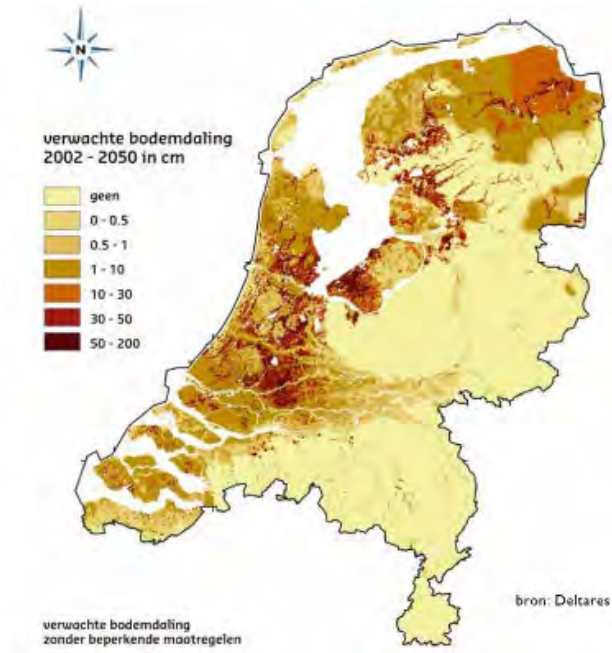 N
verwachte bodemdaling
2002 - 2050 in cm
geen
0 - 0.5
0.5 - 1
1 - 10
10 - 30
30 - 50
50 - 200
bron: Deltares
verwachte bodemdaling
zonder beperkende maatregelen